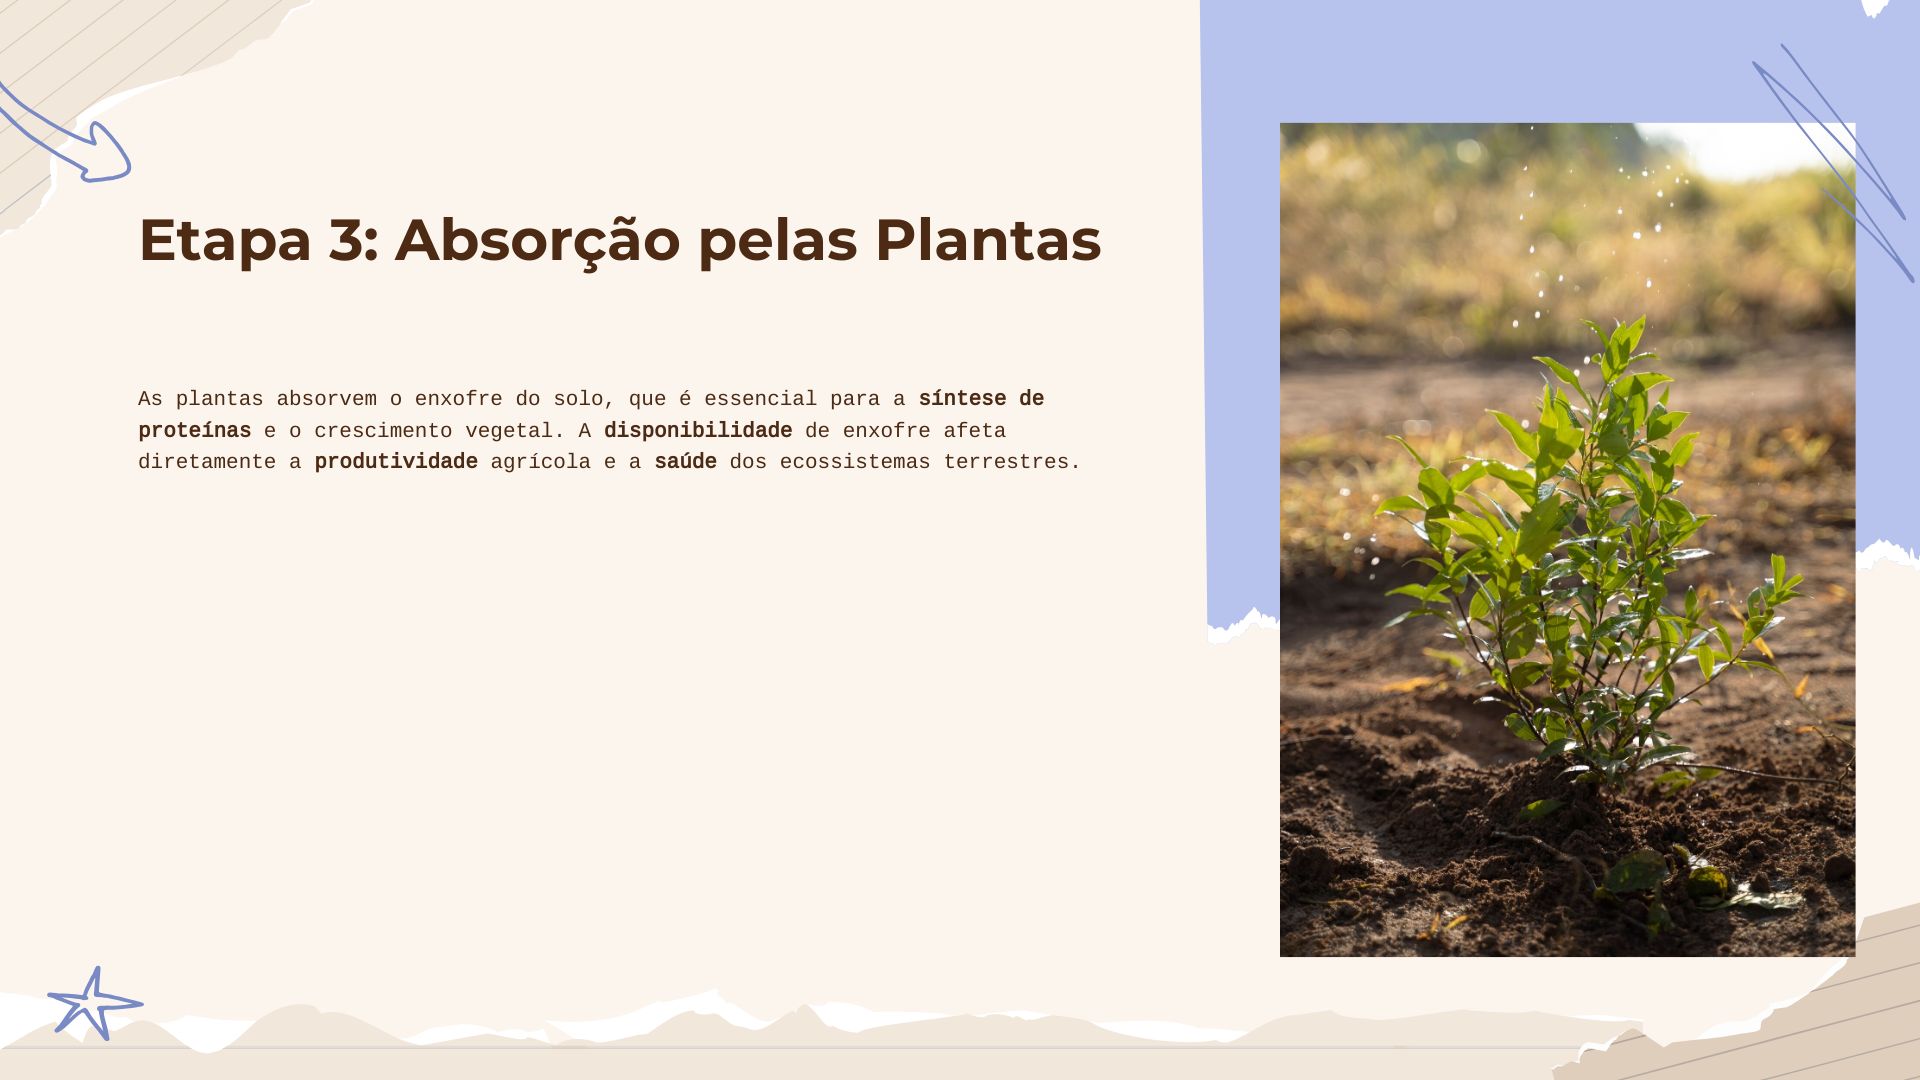 Etapa 3: Absorção pelas Plantas
As plantas absorvem o enxofre do solo, que é essencial para a síntese de
proteínas e o crescimento vegetal. A disponibilidade de enxofre afeta
diretamente a produtividade agrícola e a saúde dos ecossistemas terrestres.